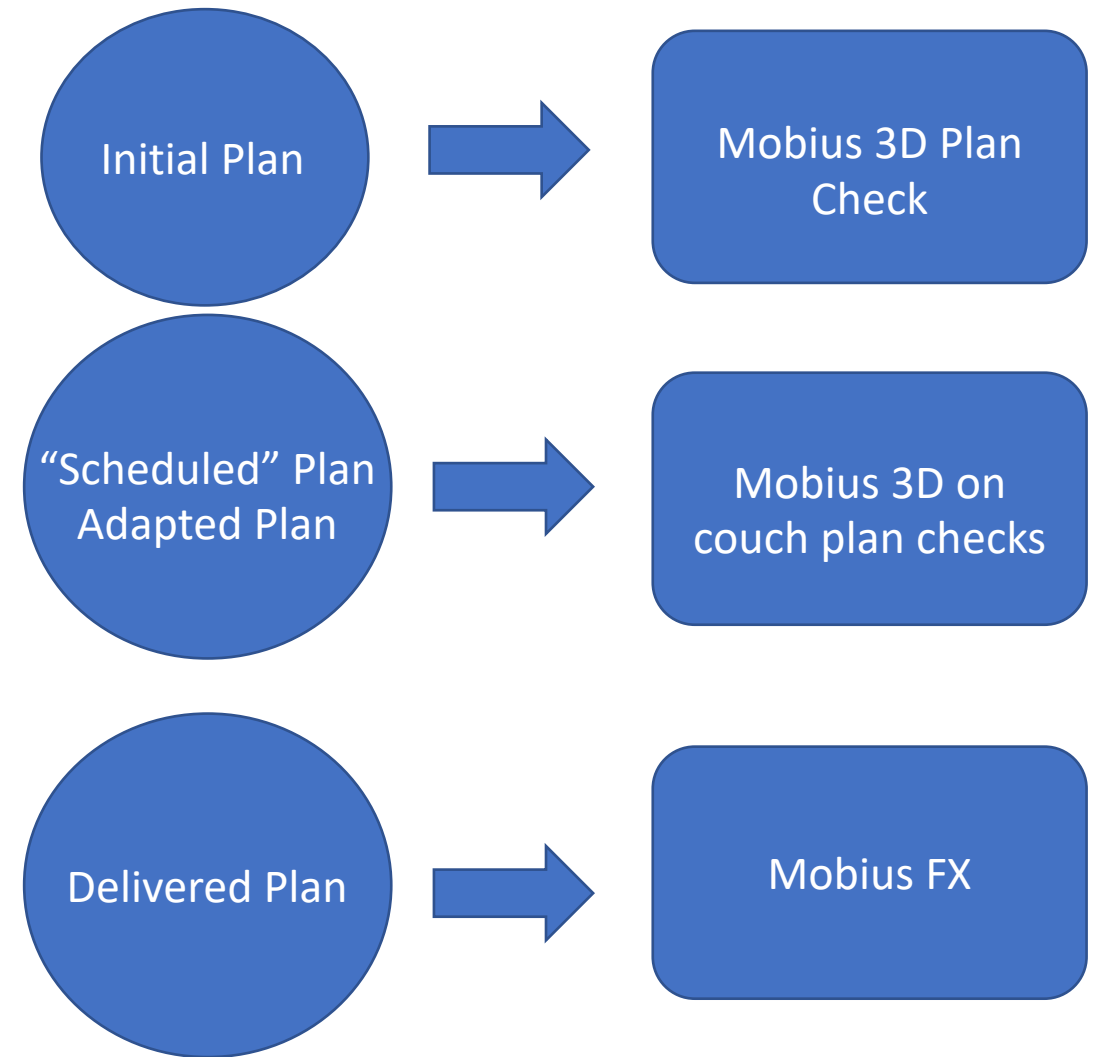 Initial Plan
Mobius 3D Plan
Check
“Scheduled” Plan
Adapted Plan
Mobius 3D on
couch plan checks
Delivered Plan
Mobius FX